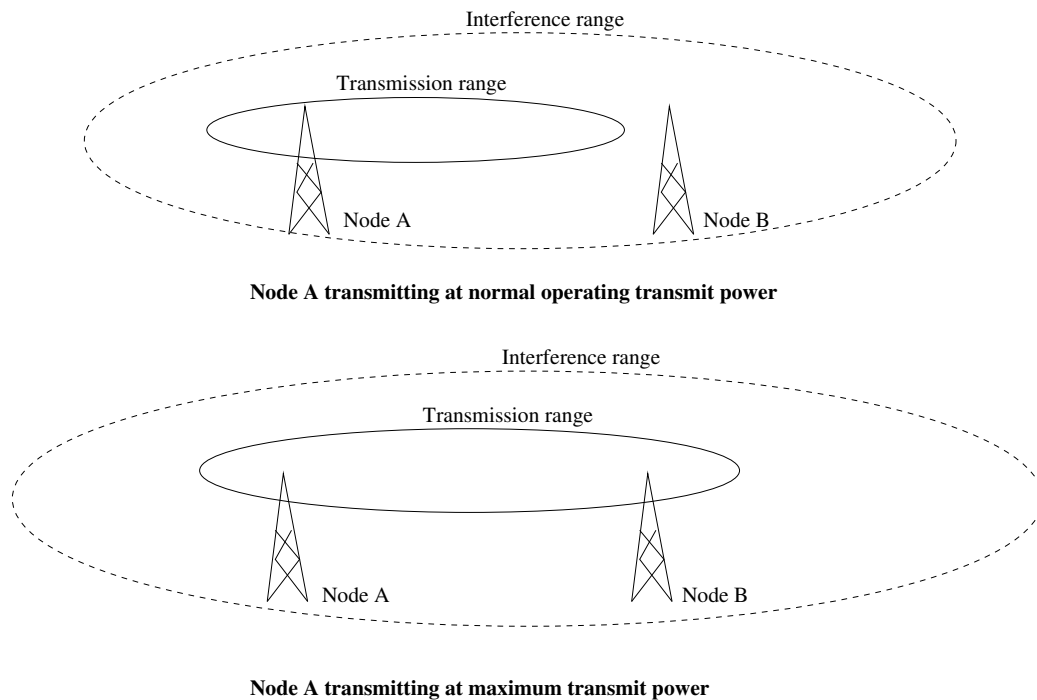 Interference range
Transmission range
Node A
Node B
Node A transmitting at normal operating transmit power
Interference range
Transmission range
Node A
Node B
Node A transmitting at maximum transmit power